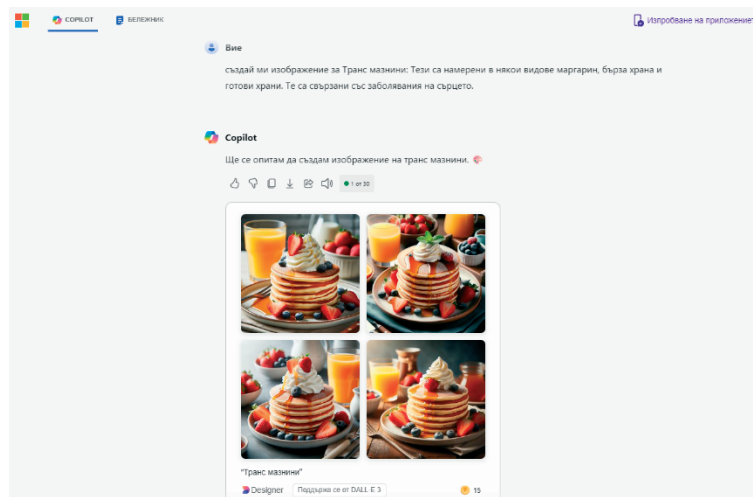 COPILOT
БЕЛЕЖНИК
Изпробване на приложението
Вие
създай ми изображение за Транс мазнини: Тези са намерени в някои видове маргарин, бърза храна и
готови храни. Те са свързани със заболявания на сърцето.
Copilot
Ще се опитам да създам изображение на транс мазнини.
1 от 30
"Транс мазнини"
Designer
Поддържа се от DALL·E 3
15